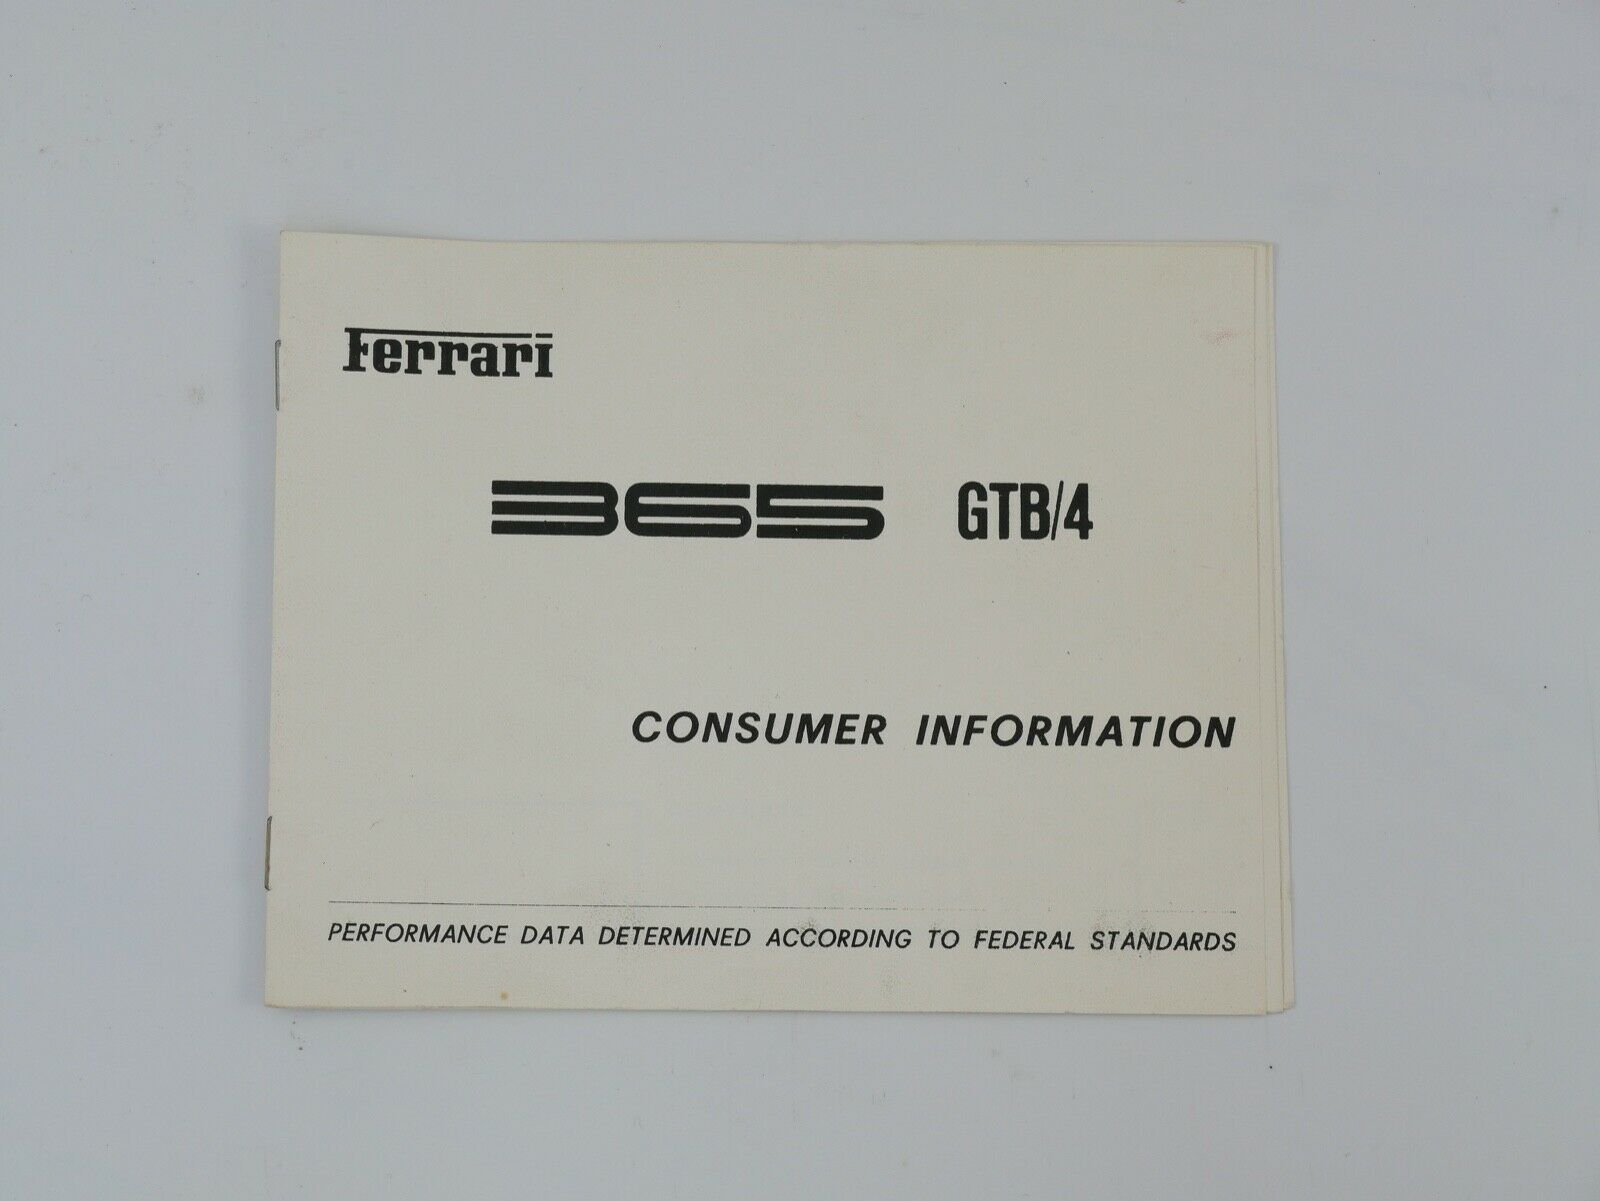 Ferrari
365 GTB/4
CONSUMER INFORMATION
PERFORMANCE DATA DETERMINED ACCORDING TO FEDERAL STANDARDS